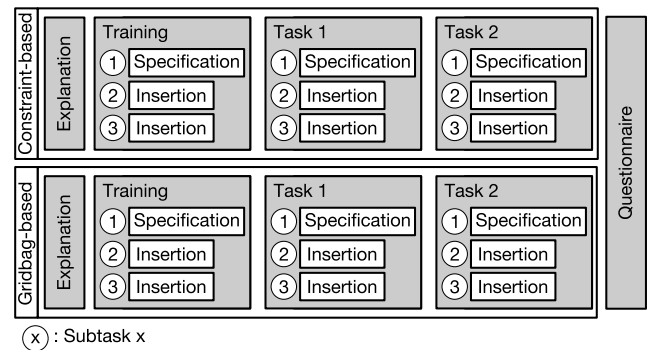 Constraint-based
Explanation
Training
1 Specification
2 Insertion
3 Insertion
Task 1
1 Specification
2 Insertion
3 Insertion
Task 2
1 Specification
2 Insertion
3 Insertion
Gridbag-based
Explanation
Training
1 Specification
2 Insertion
3 Insertion
Task 1
1 Specification
2 Insertion
3 Insertion
Task 2
1 Specification
2 Insertion
3 Insertion
Questionnaire
x : Subtask x